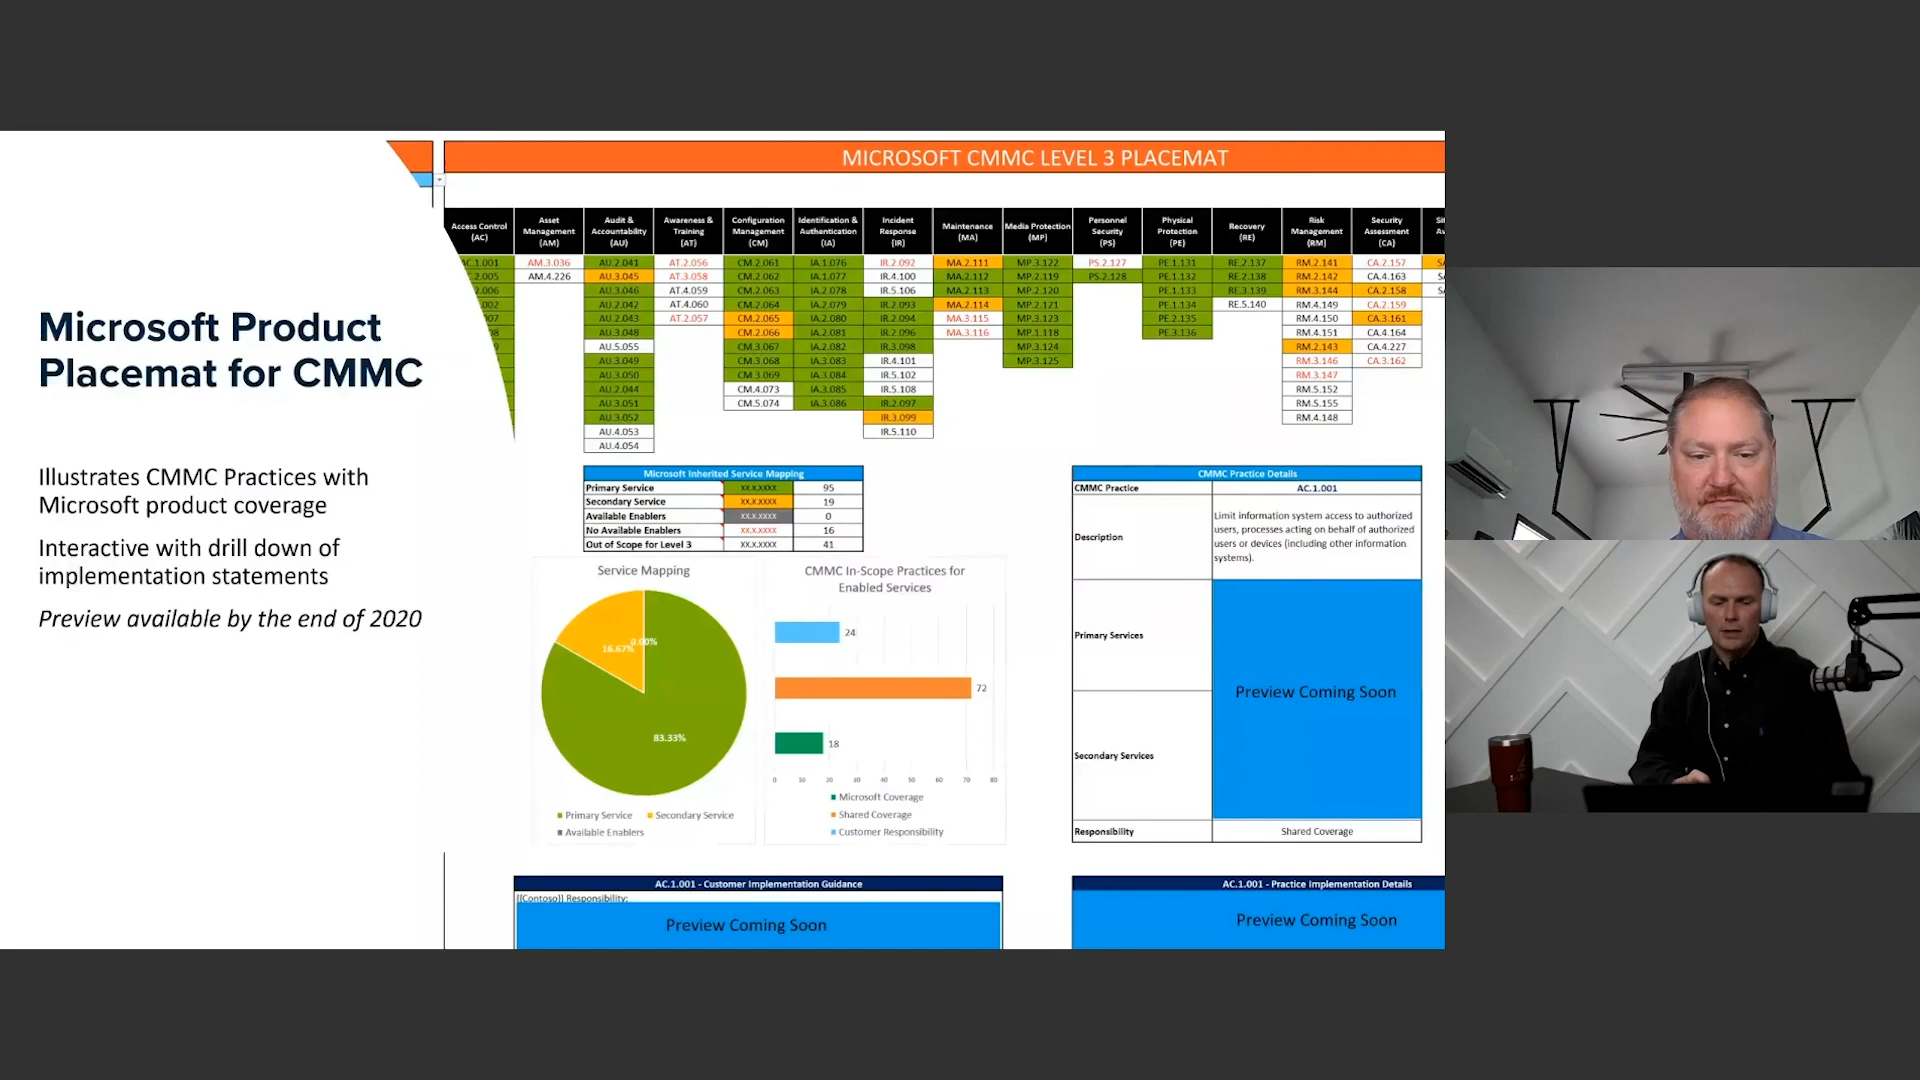 Microsoft Product
Placemat for CMMC
Illustrates CMMC Practices with
Microsoft product coverage
Interactive with drill down of
implementation statements
Preview available by the end of 2020
MICROSOFT CMMC LEVEL 3 PLACEMAT
Access Control (AC) Asset Management (AM) Audit & Accountability (AU) Awareness & Training (AT) Configuration Management (CM) Identification & Authentication (IA) Incident Response (IR) Maintenance (MA) Media Protection (MP) Personnel Security (PS) Physical Protection (PE) Recovery (RE) Risk Management (RM) Security Assessment (CA)
AM.3.036 AU.2.041 AT.2.056 CM.2.061 IA.1.076 IR.2.092 MA.2.111 MP.3.122 PS.2.127 PE.1.131 RE.2.137 RM.2.141 CA.2.157
AM.4.226 AU.3.045 AT.3.058 CM.2.062 IA.1.077 IR.4.100 MA.2.112 MP.2.119 PS.2.128 PE.1.132 RE.2.138 RM.2.142 CA.4.163
AU.3.046 AT.4.059 CM.2.063 IA.2.078 IR.5.106 MA.2.113 MP.2.120 PE.1.133 RE.3.139 RM.3.144 CA.2.158
AU.2.042 AT.4.060 CM.2.064 IA.2.079 IR.2.093 MA.2.114 MP.2.121 PE.1.134 RE.5.140 RM.4.149 CA.2.159
AU.2.043 AT.2.057 CM.2.065 IA.2.080 IR.2.094 MA.3.115 MP.3.123 PE.2.135 RM.4.150 CA.3.161
AU.3.048 CM.2.066 IA.2.081 IR.2.096 MA.3.116 MP.1.118 PE.3.136 RM.4.151 CA.4.164
AU.5.055 CM.3.067 IA.2.082 IR.3.098 MP.3.124 RM.2.143 CA.4.227
AU.3.049 CM.3.068 IA.3.083 IR.4.101 MP.3.125 RM.3.146 CA.3.162
AU.3.050 CM.3.069 IA.3.084 IR.5.102 RM.3.147
AU.2.044 CM.4.073 IA.3.085 IR.5.108 RM.5.152
AU.3.051 CM.5.074 IA.3.086 IR.2.097 RM.5.155
AU.3.052 IR.3.099 RM.4.148
AU.4.053 IR.5.110
AU.4.054
Microsoft Inherited Service Mapping
Primary Service XX.X.XXXX 95
Secondary Service XX.X.XXXX 19
Available Enablers XX.X.XXXX 0
No Available Enablers XX.X.XXXX 16
Out of Scope for Level 3 XX.X.XXXX 41
Service Mapping
0.00%
16.67%
83.33%
Primary Service Secondary Service
Available Enablers
CMMC In-Scope Practices for
Enabled Services
24
72
18
0 10 20 30 40 50 60 70 80
Microsoft Coverage
Shared Coverage
Customer Responsibility
CMMC Practice Details
CMMC Practice AC.1.001
Description
Limit information system access to authorized
users, processes acting on behalf of authorized
users or devices (including other information
systems).
Primary Services
Preview Coming Soon
Secondary Services
Responsibility Shared Coverage
AC.1.001 - Customer Implementation Guidance
[(Contoso)] Responsibility:
Preview Coming Soon
AC.1.001 - Practice Implementation Details
Preview Coming Soon